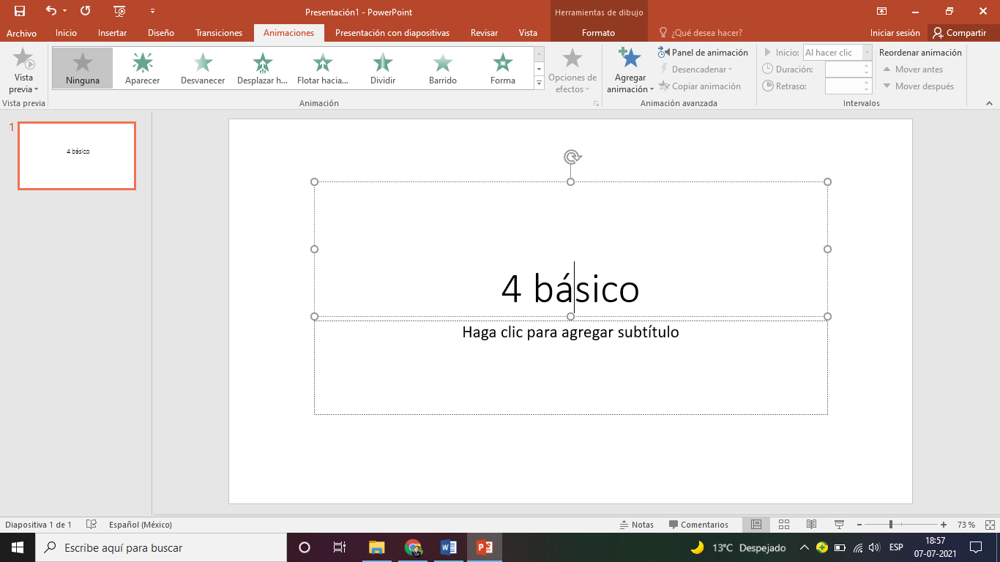 Presentación1 - PowerPoint
Herramientas de dibujo
Archivo Inicio Insertar Diseño Transiciones Animaciones Presentación con diapositivas Revisar Vista Formato ¿Qué desea hacer? Iniciar sesión Compartir
Vista previa
Ninguna Aparecer Desvanecer Desplazar h... Flotar hacia... Dividir Barrido Forma
Opciones de efectos
Agregar animación
Panel de animación
Desencadenar
Copiar animación
Inicio: Al hacer clic
Duración:
Retraso:
Reordenar animación
Mover antes
Mover después
Vista previa Animación Animación avanzada Intervalos
1
4 básico
4 básico
Haga clic para agregar subtítulo
Diapositiva 1 de 1 Español (México) Notas Comentarios 73 %
Escribe aquí para buscar
13°C Despejado ESP
18:57
07-07-2021